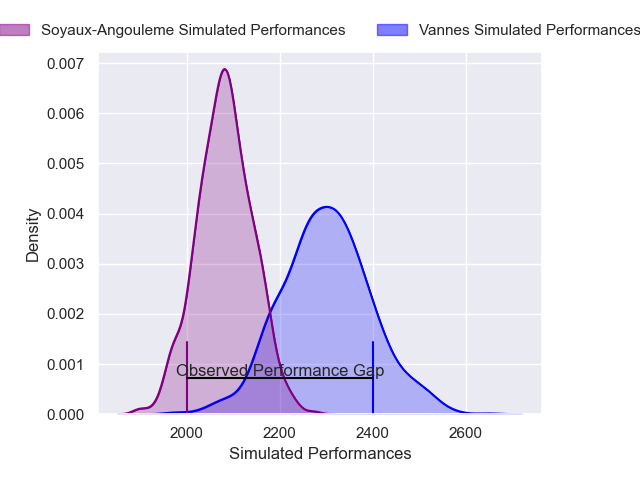 Soyaux-Angouleme Simulated Performances
Vannes Simulated Performances
0.007
0.006
0.005
0.004
0.003
0.002
0.001
0.000
Density
Observed Performance Gap
2000
2200
2400
2600
Simulated Performances